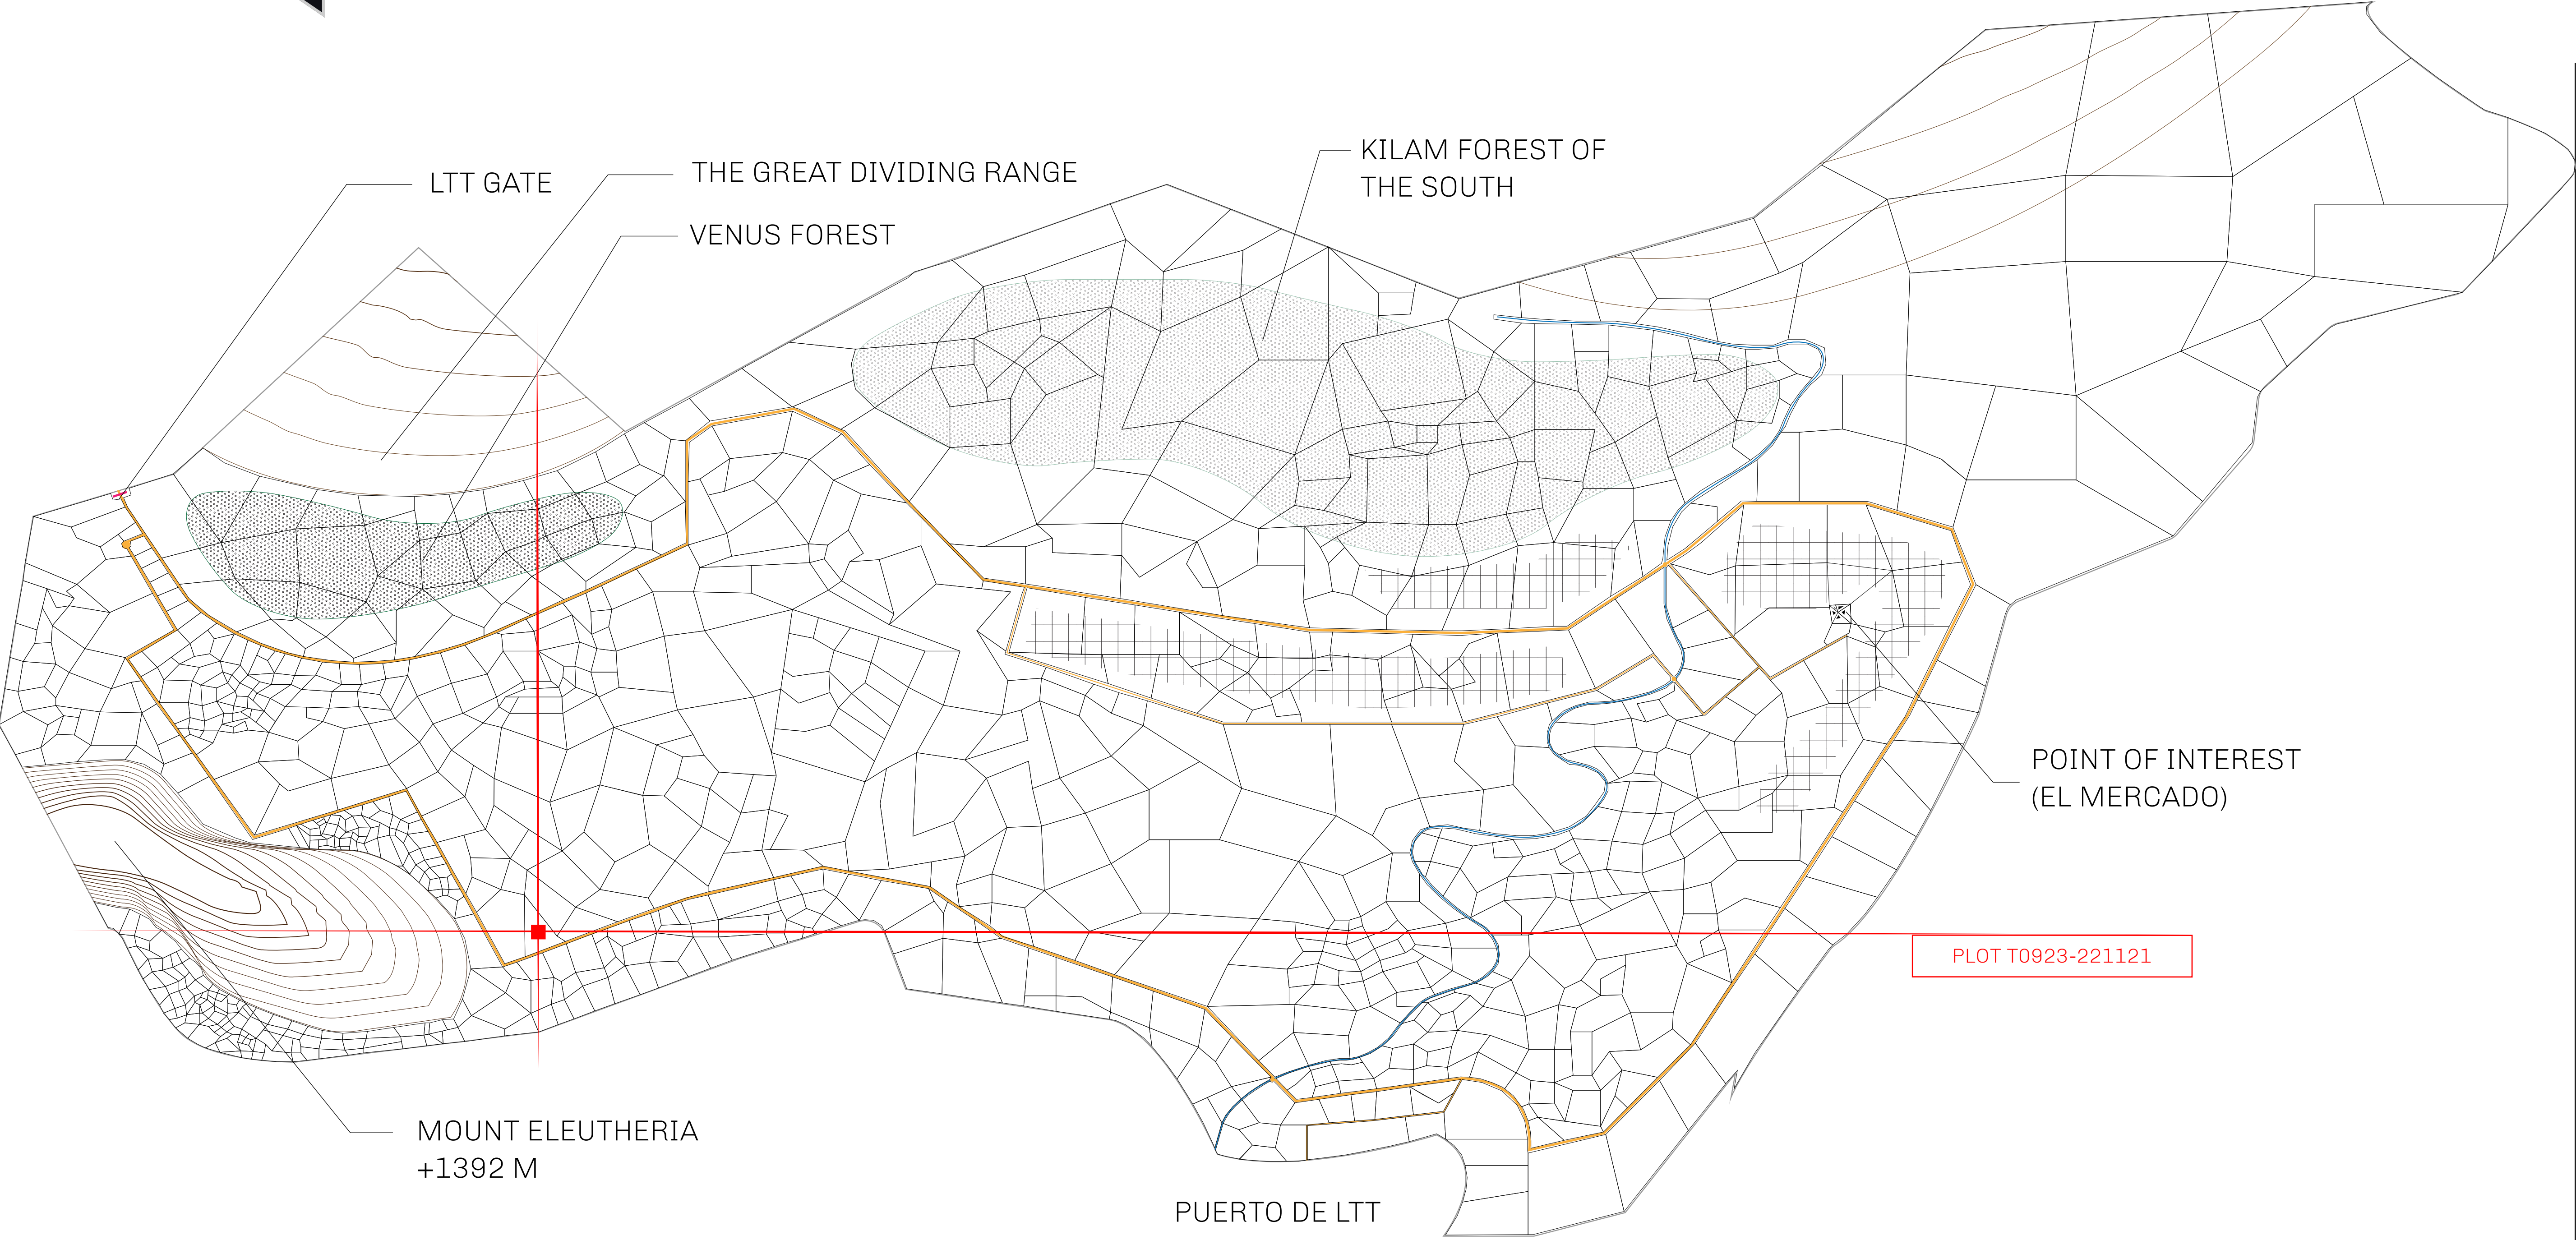 KILAM FOREST OF
THE SOUTH
LTT GATE
THE GREAT DIVIDING RANGE
VENUS FOREST
POINT OF INTEREST
(EL MERCADO)
PLOT T0923-221121
MOUNT ELEUTHERIA
+1392 M
PUERTO DE LTT